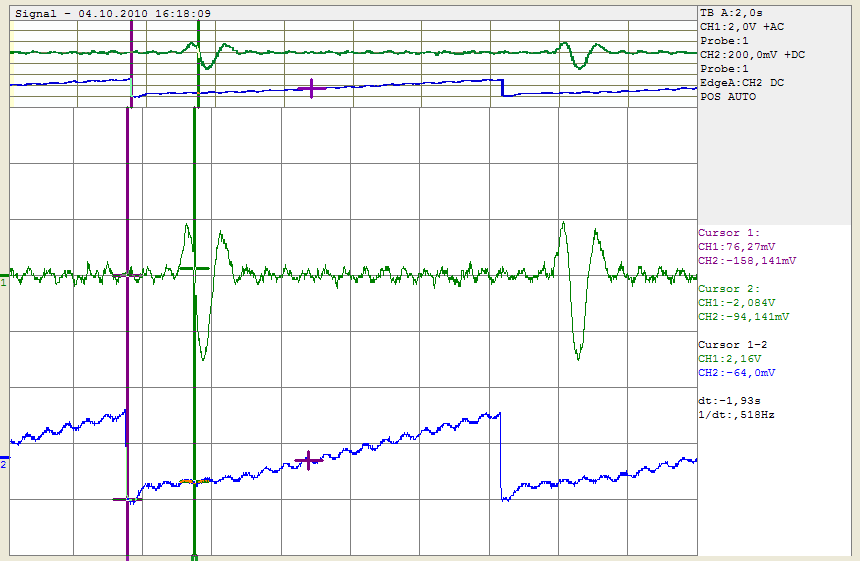 Signal - 04.10.2010 16:18:09
TB A:2,0s
CH1:2,0V +AC
Probe:1
CH2:200,0mV +DC
Probe:1
EdgeA:CH2 DC
POS AUTO
Cursor 1:
CH1:76,27mV
CH2:-158,141mV
Cursor 2:
CH1:-2,084V
CH2:-94,141mV
Cursor 1-2
CH1:2,16V
CH2:-64,0mV
dt:-1,93s
1/dt:,518Hz
1
2